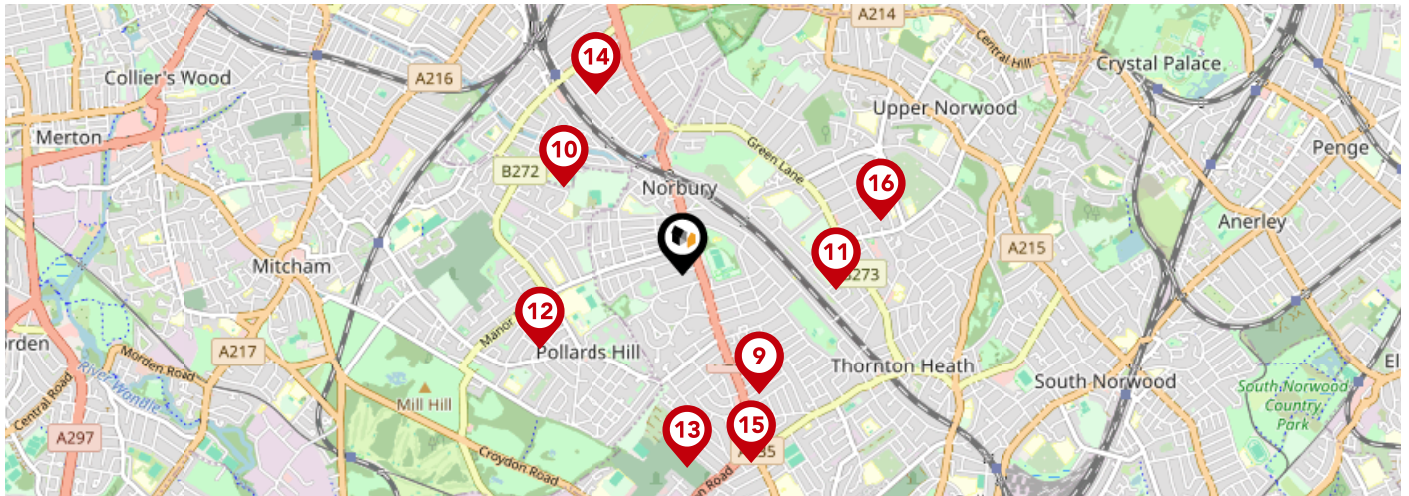 A214
14
Central Hill
Crystal Palace
Collier's Wood
A216
Upper Norwood
Merton
Green Lane
10
B272
Penge
Norbury
16
Anerley
11
A215
Mitcham
B273
12
Manor
A217
Pollards Hill
9
Thornton Heath
Morden Road
River Wandle
South Norwood
Central Road
Mill Hill
South Norwood
Country
Park
13
15
A297
Croydon Road
Road